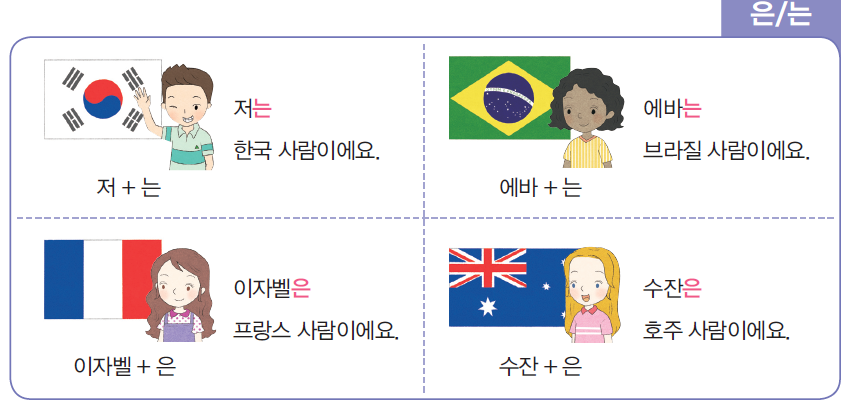 은/는
저는
한국 사람이에요.
저 + 는
에바는
브라질 사람이에요.
에바 + 는
이자벨은
프랑스 사람이에요.
이자벨 + 은
수잔은
호주 사람이에요.
수잔 + 은